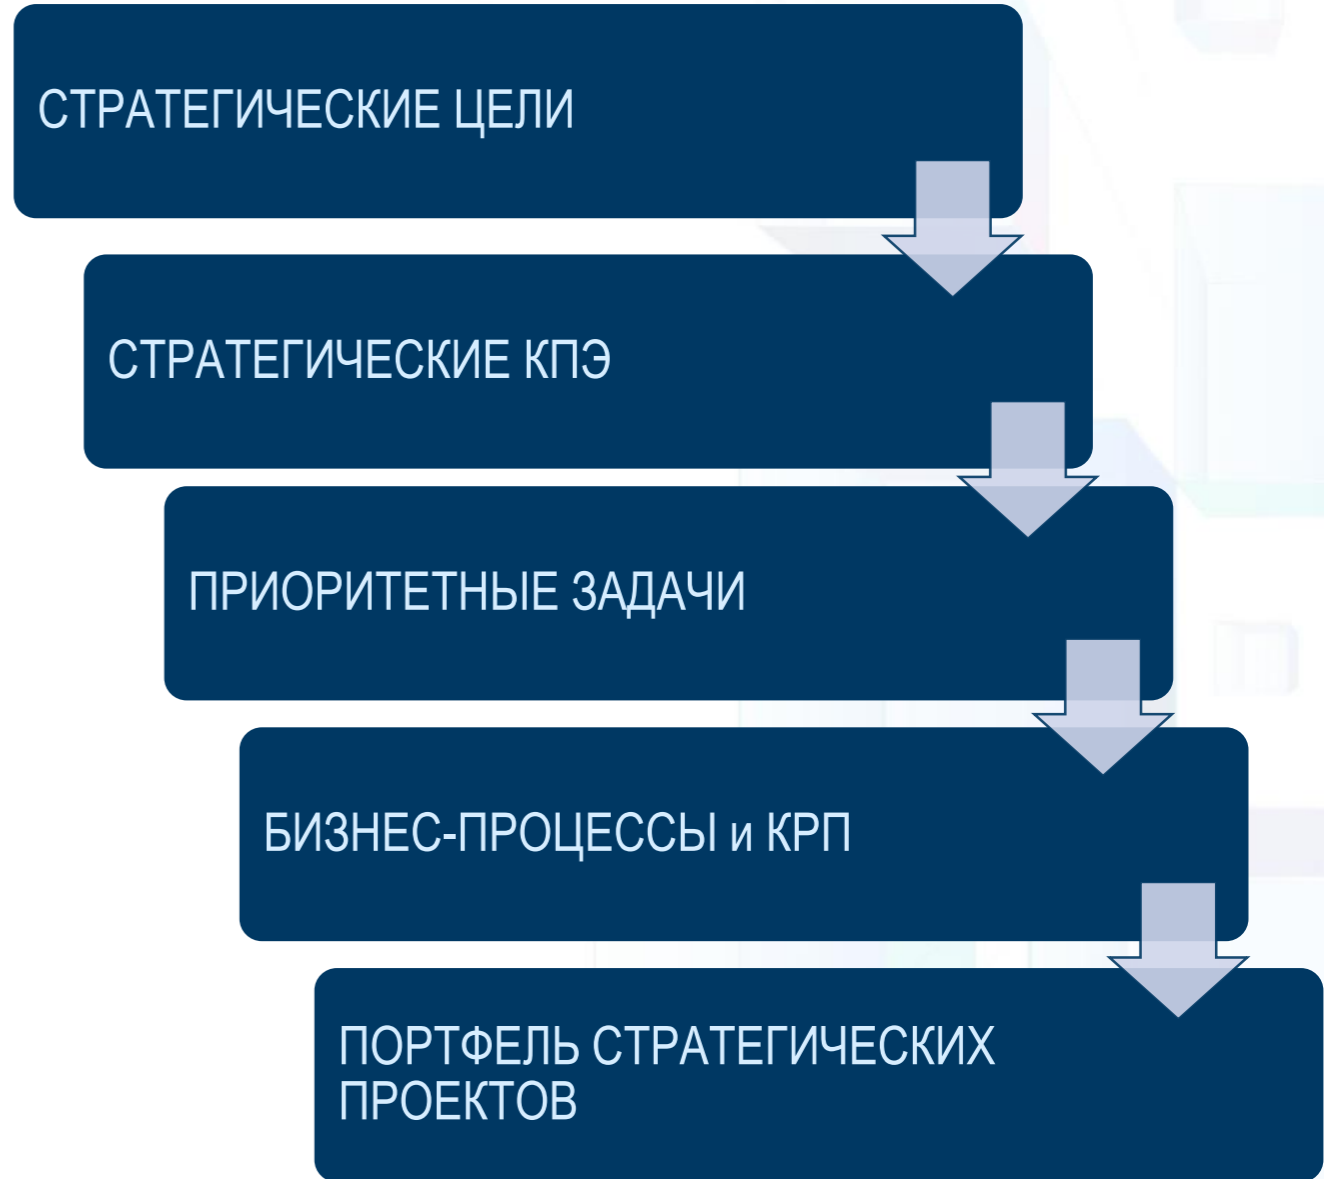 СТРАТЕГИЧЕСКИЕ ЦЕЛИ
СТРАТЕГИЧЕСКИЕ КПЭ
ПРИОРИТЕТНЫЕ ЗАДАЧИ
БИЗНЕС-ПРОЦЕССЫ и КРП
ПОРТФЕЛЬ СТРАТЕГИЧЕСКИХ
ПРОЕКТОВ